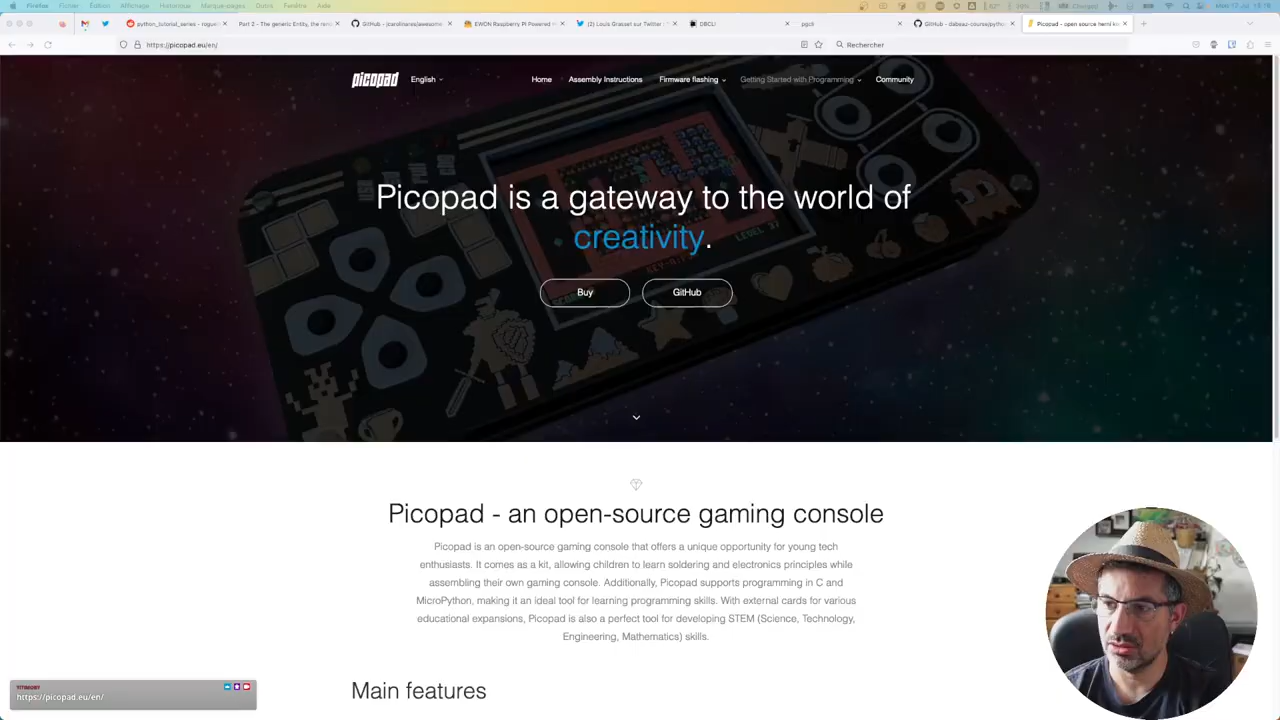 Firefox Fichier Édition Affichage Historique Marque-pages Outils Fenêtre Aide
python_tutorial_series - rogue
Part 2 - The generic Entity, the ren
GitHub - jcarolinares/awesome
EWON Raspberry Pi Powered
(2) Louis Grasset sur Twitter
DBCLI
pgcli
GitHub - dabeaz-course/pyth
Picopad - open source hemi k
https://picopad.eu/en/
Rechercher
picopad
English
Home
Assembly Instructions
Firmware flashing
Getting Started with Programming
Community
Picopad is a gateway to the world of
creativity.
Buy
GitHub
LEVEL 37
Picopad - an open-source gaming console
Picopad is an open-source gaming console that offers a unique opportunity for young tech
enthusiasts. It comes as a kit, allowing children to learn soldering and electronics principles while
assembling their own gaming console. Additionally, Picopad supports programming in C and
MicroPython, making it an ideal tool for learning programming skills. With external cards for various
educational expansions, Picopad is also a perfect tool for developing STEM (Science, Technology,
Engineering, Mathematics) skills.
Main features
https://picopad.eu/en/